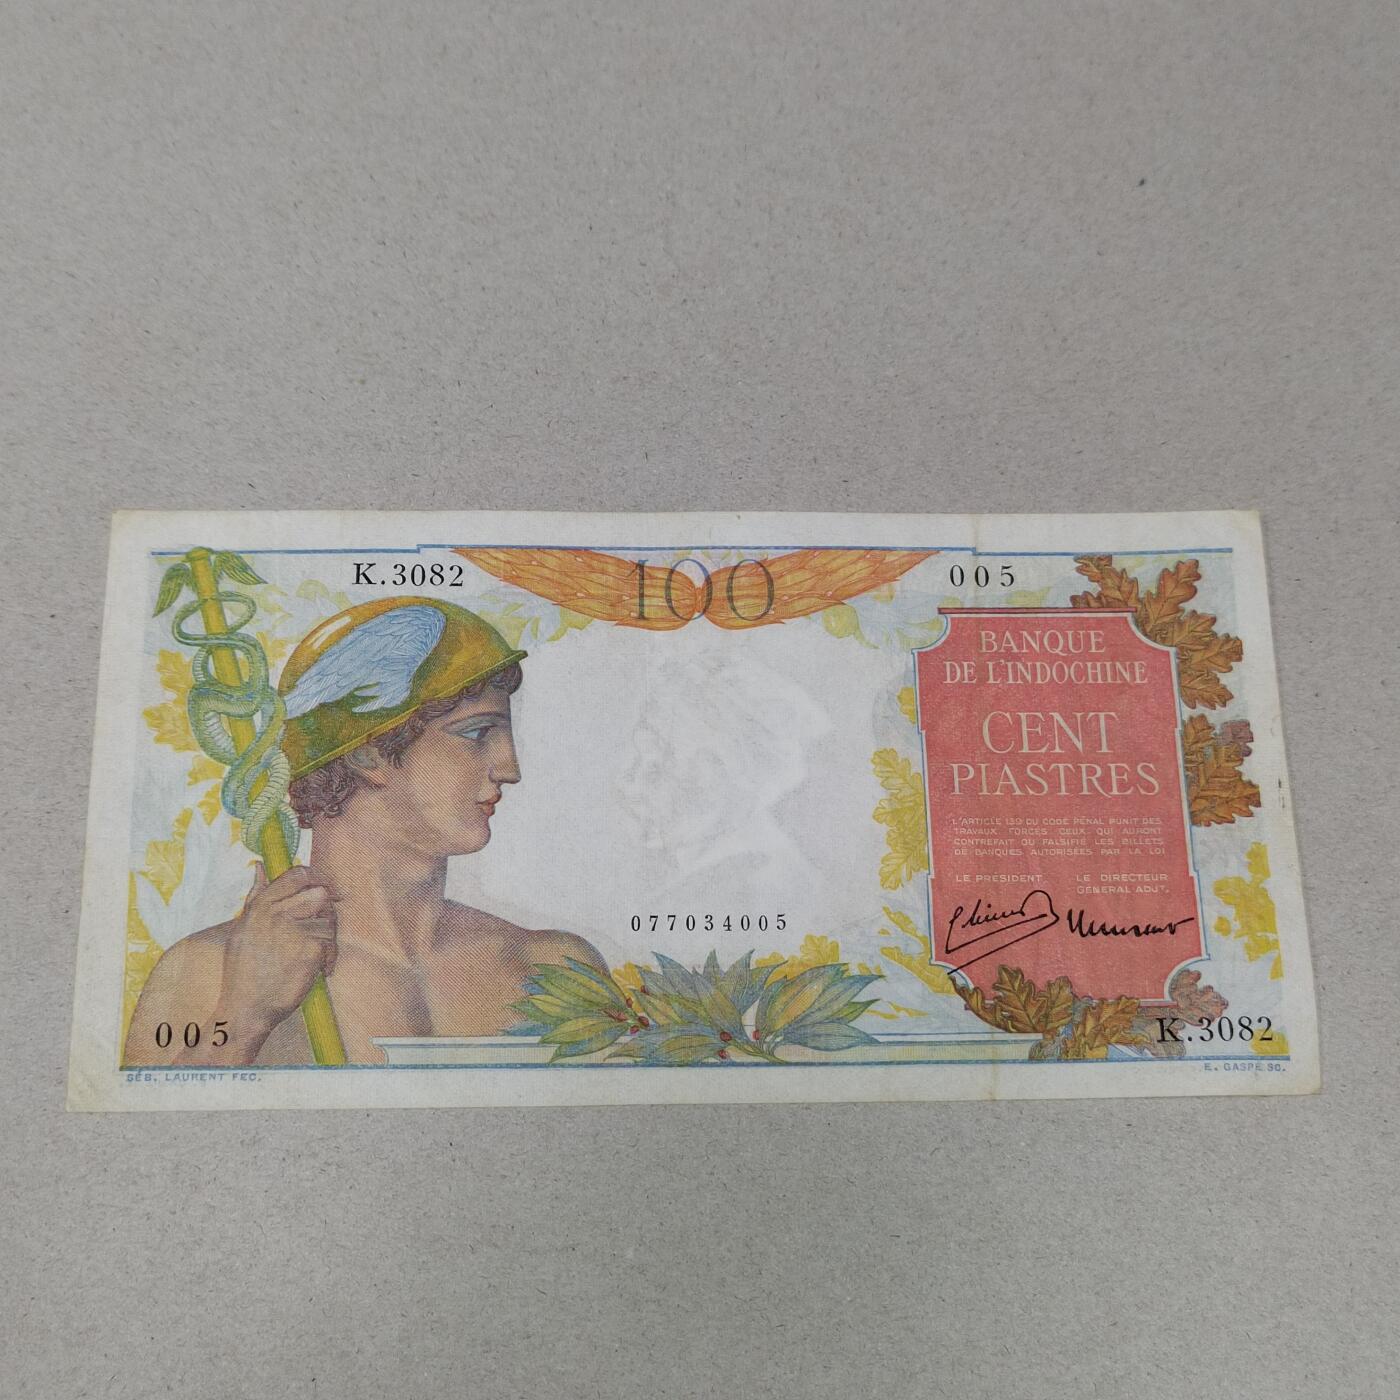 K.3082
100
005
BANQUE
DE L'INDOCHINE
CENT
PIASTRES
L'ARTICLE 139 DU CODE PÉNAL PUNIT DES
TRAVAUX FORCÉS CEUX QUI AURONT
CONTREFAIT OU FALSIFIÉ LES BILLETS
DE BANQUES AUTORISÉES PAR LA LOI
LE PRÉSIDENT
LE DIRECTEUR
GÉNÉRAL ADJT.
077034005
005
K.3082
SÉB. LAURENT FEC.
E. GASPÉ SC.